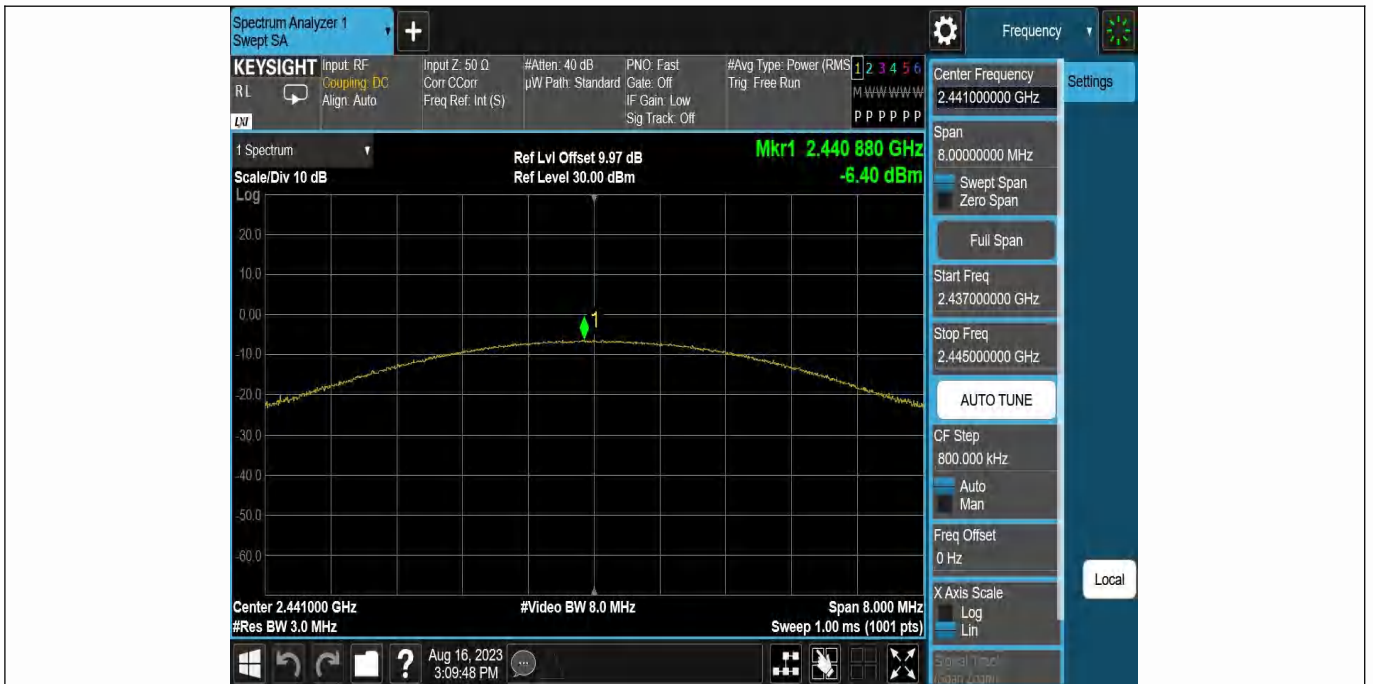 Spectrum Analyzer 1
Swept SA
+
Frequency
KEYSIGHT
RL
LXI
Input: RF
Coupling: DC
Align: Auto
Input Z: 50 Ω
Corr CCorr
Freq Ref: Int (S)
#Atten: 40 dB
µW Path: Standard
PNO: Fast
Gate: Off
IF Gain: Low
Sig Track: Off
#Avg Type: Power (RMS
Trig: Free Run
1 2 3 4 5 6
M W W W W W
P P P P P P
1 Spectrum
Scale/Div 10 dB
Log
Ref Lvl Offset 9.97 dB
Ref Level 30.00 dBm
Mkr1 2.440 880 GHz
-6.40 dBm
20.0
10.0
0.00
-10.0
-20.0
-30.0
-40.0
-50.0
-60.0
1
Center 2.441000 GHz
#Res BW 3.0 MHz
#Video BW 8.0 MHz
Span 8.000 MHz
Sweep 1.00 ms (1001 pts)
?
Aug 16, 2023
3:09:48 PM
Center Frequency
2.441000000 GHz
Settings
Span
8.00000000 MHz
Swept Span
Zero Span
Full Span
Start Freq
2.437000000 GHz
Stop Freq
2.445000000 GHz
AUTO TUNE
CF Step
800.000 kHz
Auto
Man
Freq Offset
0 Hz
X Axis Scale
Log
Lin
Local
Signal Track
(Span Zoom)